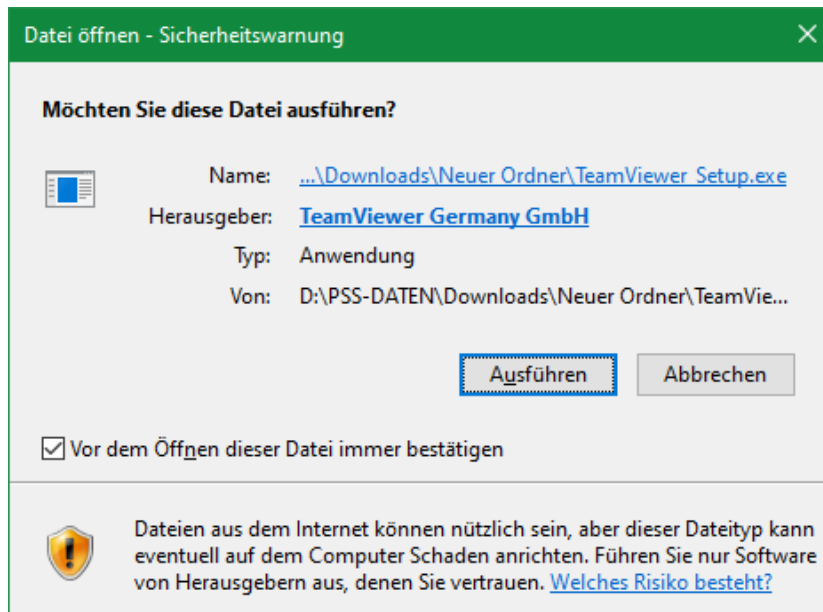 Datei öffnen - Sicherheitswarnung
Möchten Sie diese Datei ausführen?
Name: ...\Downloads\Neuer Ordner\TeamViewer_Setup.exe
Herausgeber: TeamViewer Germany GmbH
Typ: Anwendung
Von: D:\PSS-DATEN\Downloads\Neuer Ordner\TeamVie...
Ausführen Abbrechen
Vor dem Öffnen dieser Datei immer bestätigen
Dateien aus dem Internet können nützlich sein, aber dieser Dateityp kann
eventuell auf dem Computer Schaden anrichten. Führen Sie nur Software
von Herausgebern aus, denen Sie vertrauen. Welches Risiko besteht?